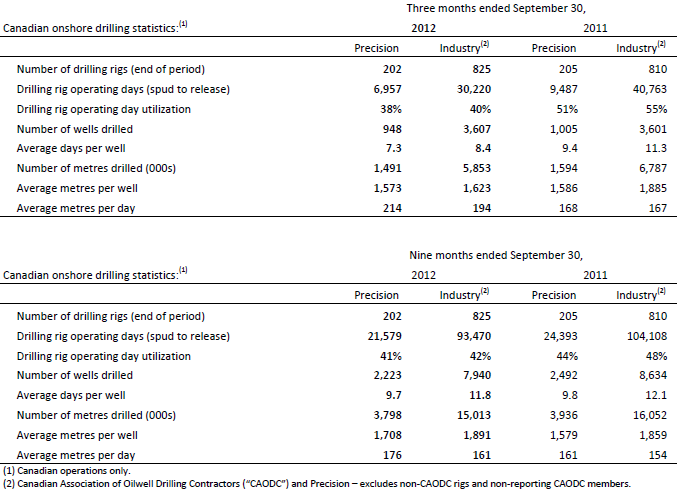 Three months ended September 30,
Canadian onshore drilling statistics:(1) 2012 2011
Precision Industry(2) Precision Industry(2)
Number of drilling rigs (end of period) 202 825 205 810
Drilling rig operating days (spud to release) 6,957 30,220 9,487 40,763
Drilling rig operating day utilization 38% 40% 51% 55%
Number of wells drilled 948 3,607 1,005 3,601
Average days per well 7.3 8.4 9.4 11.3
Number of metres drilled (000s) 1,491 5,853 1,594 6,787
Average metres per well 1,573 1,623 1,586 1,885
Average metres per day 214 194 168 167
Nine months ended September 30,
Canadian onshore drilling statistics:(1) 2012 2011
Precision Industry(2) Precision Industry(2)
Number of drilling rigs (end of period) 202 825 205 810
Drilling rig operating days (spud to release) 21,579 93,470 24,393 104,108
Drilling rig operating day utilization 41% 42% 44% 48%
Number of wells drilled 2,223 7,940 2,492 8,634
Average days per well 9.7 11.8 9.8 12.1
Number of metres drilled (000s) 3,798 15,013 3,936 16,052
Average metres per well 1,708 1,891 1,579 1,859
Average metres per day 176 161 161 154
(1) Canadian operations only.
(2) Canadian Association of Oilwell Drilling Contractors (“CAODC”) and Precision – excludes non-CAODC rigs and non-reporting CAODC members.